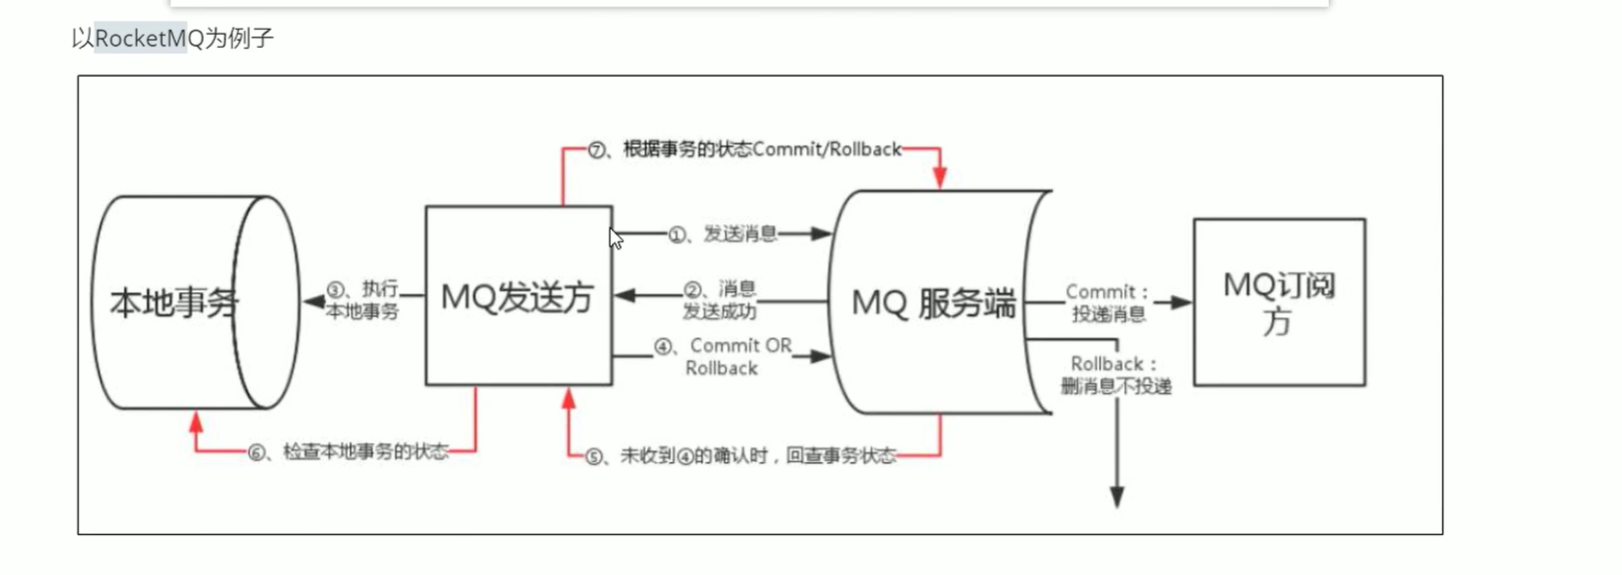 以RocketMQ为例子
⑦、根据事务的状态Commit/Rollback
①、发送消息
③、执行
本地事务
本地事务
MQ发送方
②、消息
发送成功
MQ 服务端
Commit：
投递消息
MQ订阅
方
④、Commit OR
Rollback
Rollback：
删消息不投递
⑥、检查本地事务的状态
⑤、未收到④的确认时，回查事务状态